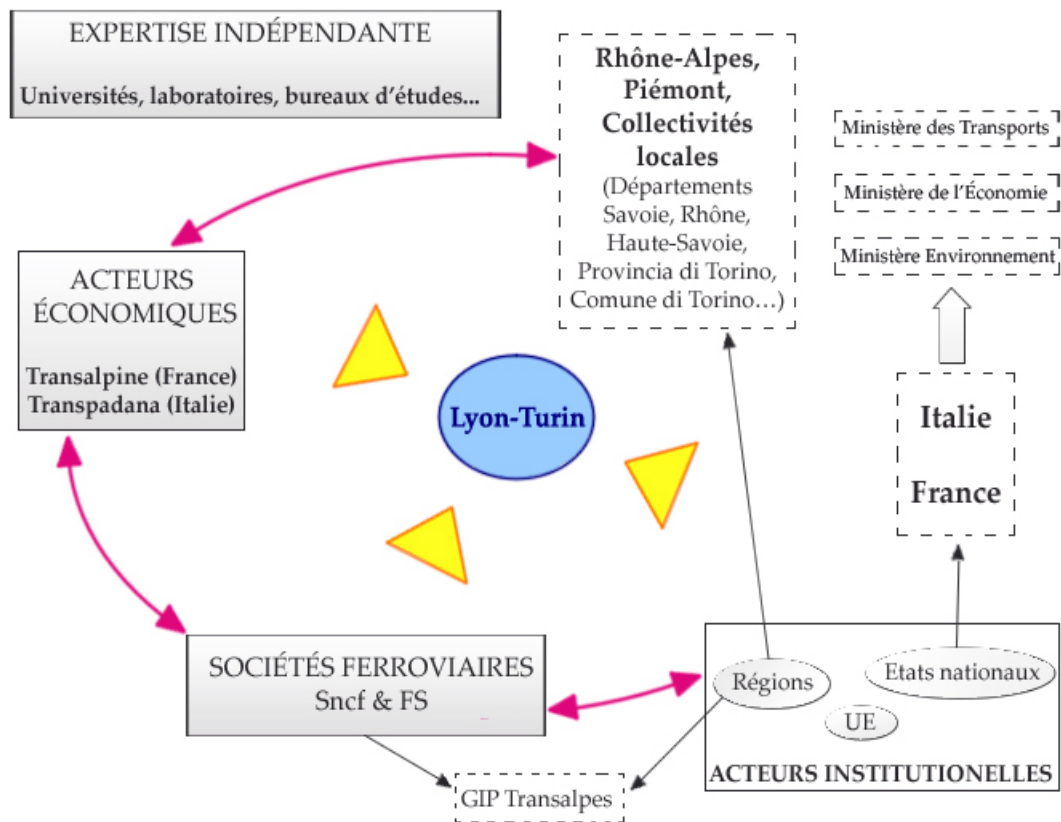 EXPERTISE INDÉPENDANTE
Universités, laboratoires, bureaux d'études...
Rhône-Alpes,
Piémont,
Collectivités
locales
(Départements
Savoie, Rhône,
Haute-Savoie,
Provincia di Torino,
Comune di Torino…)
Ministère des Transports
Ministère de l'Économie
Ministère Environnement
ACTEURS
ÉCONOMIQUES
Transalpine (France)
Transpadana (Italie)
Lyon-Turin
Italie
France
SOCIÉTÉS FERROVIAIRES
Sncf & FS
Régions
Etats nationaux
UE
ACTEURS INSTITUTIONELLES
GIP Transalpes